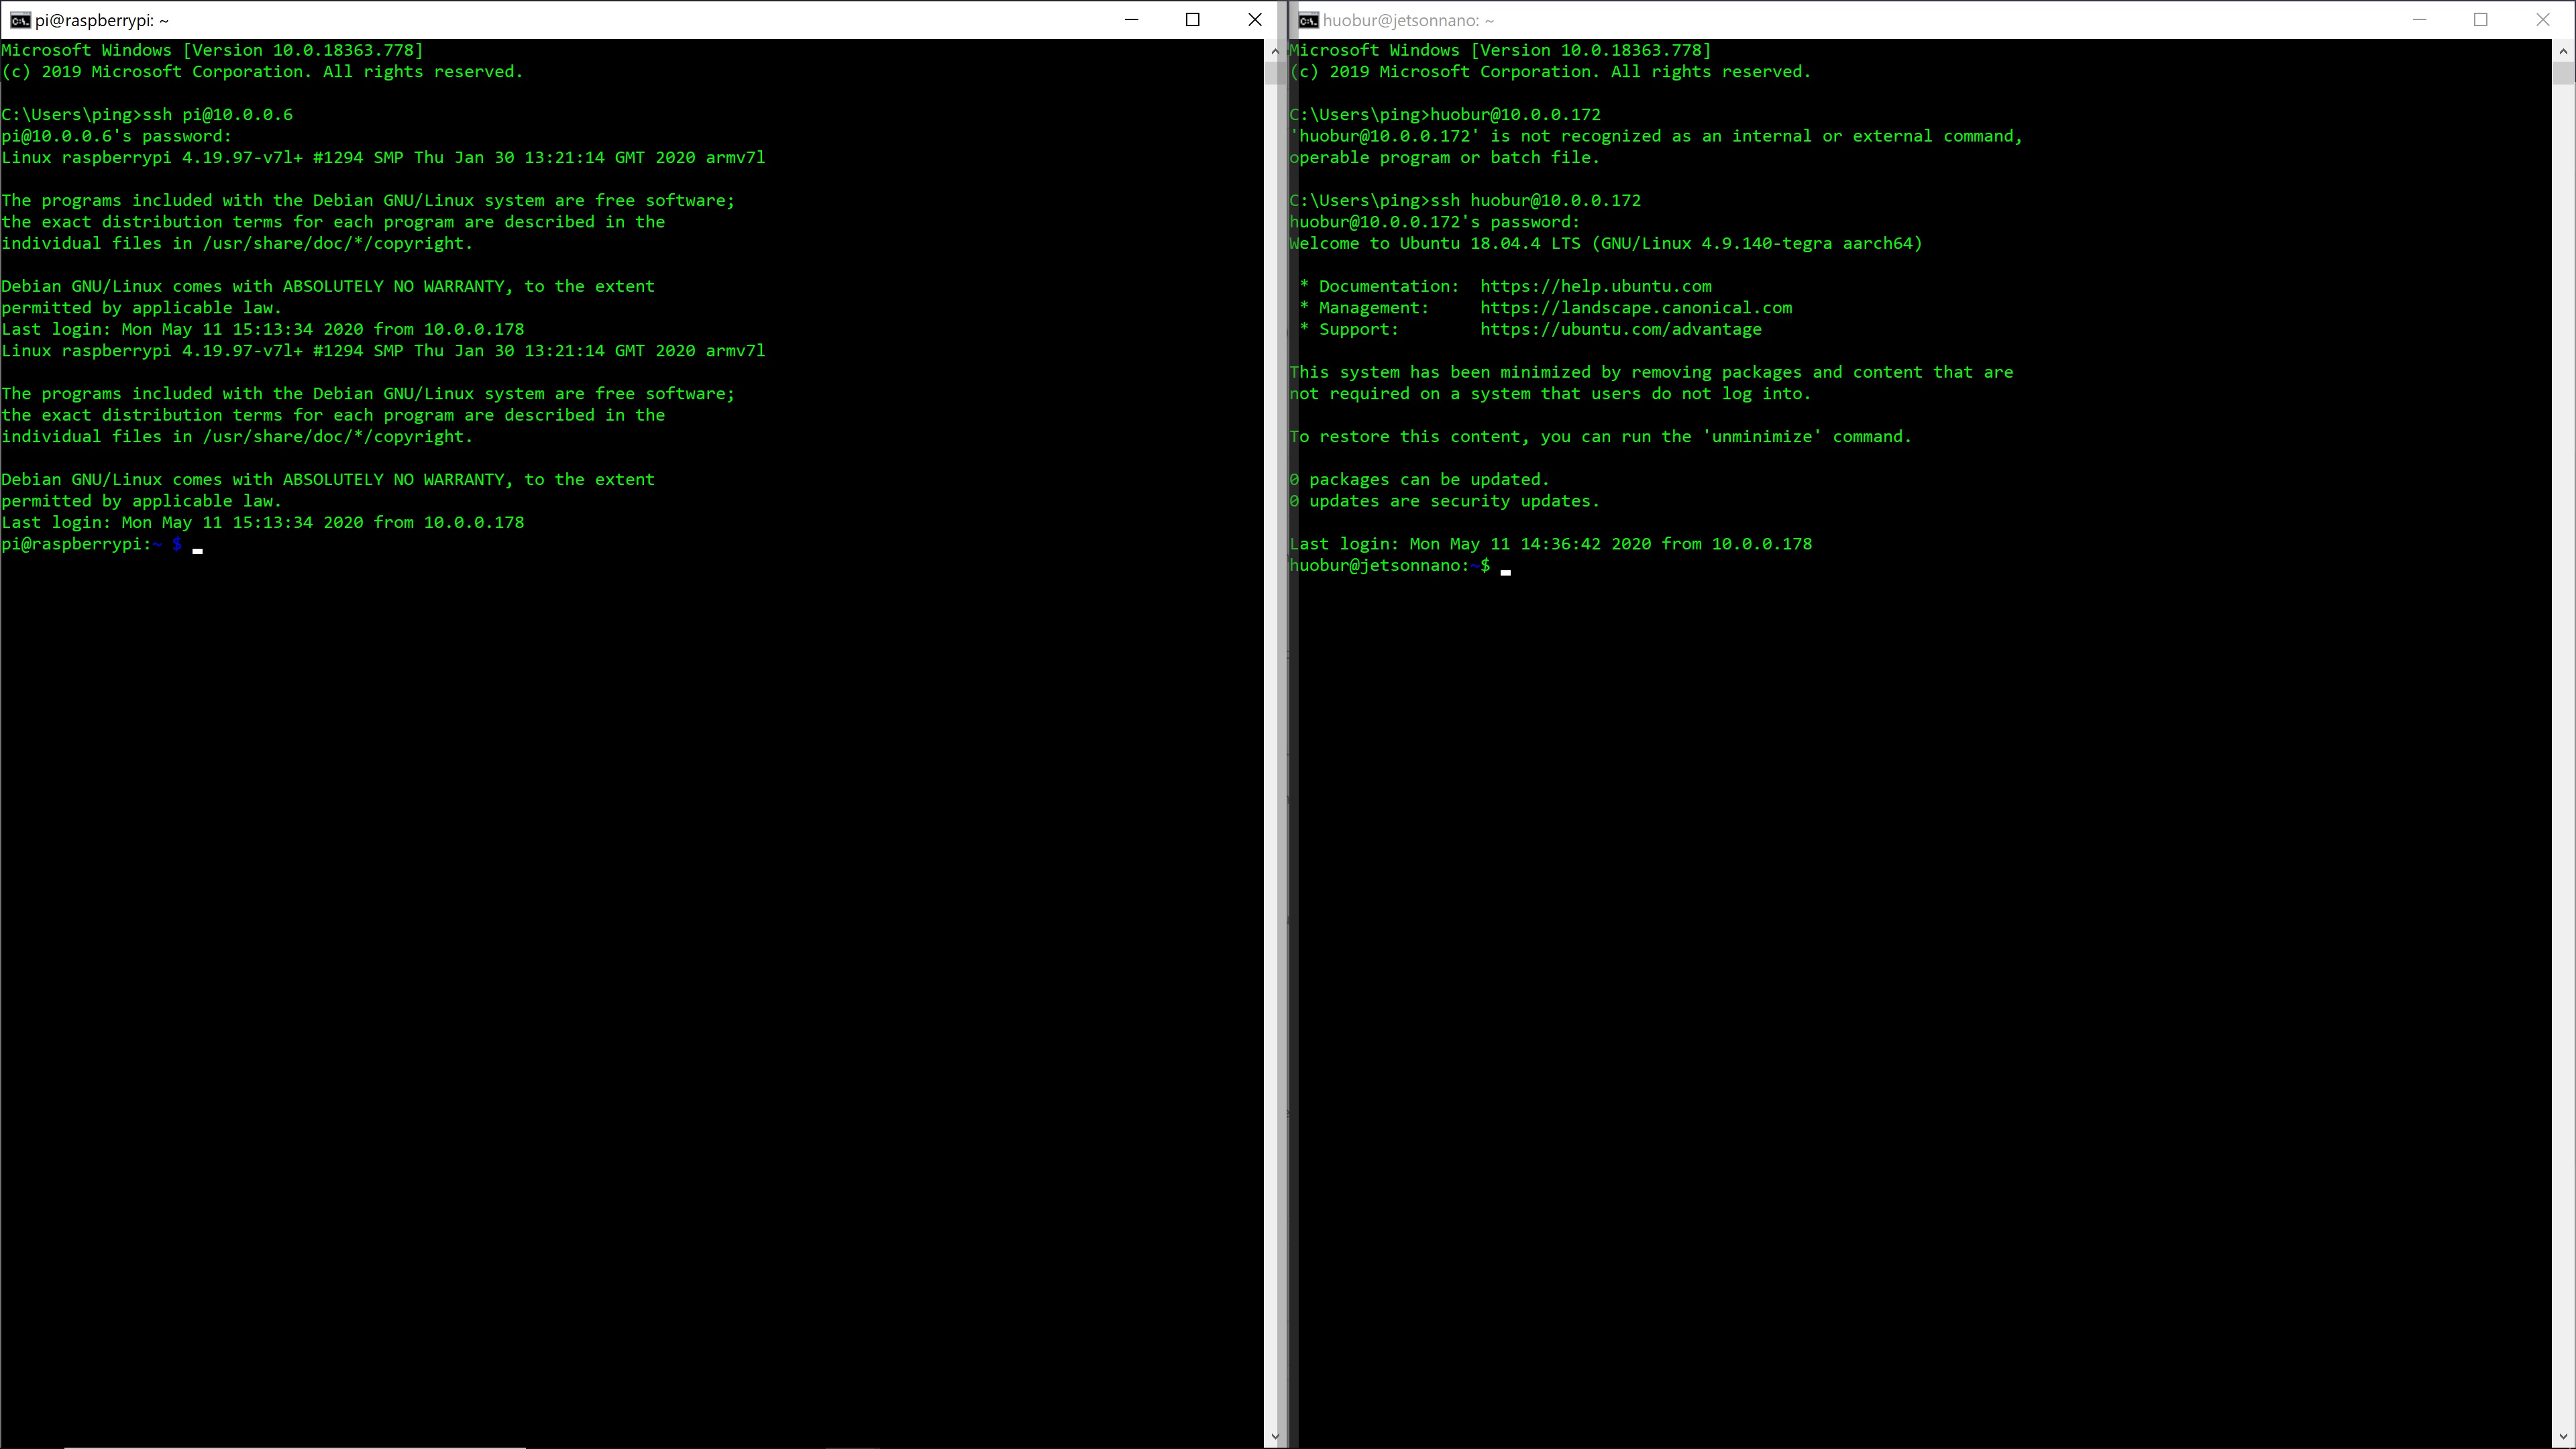 pi@raspberrypi: ~
Microsoft Windows [Version 10.0.18363.778]
(c) 2019 Microsoft Corporation. All rights reserved.
C:\Users\ping>ssh pi@10.0.0.6
pi@10.0.0.6's password:
Linux raspberrypi 4.19.97-v7l+ #1294 SMP Thu Jan 30 13:21:14 GMT 2020 armv7l
The programs included with the Debian GNU/Linux system are free software;
the exact distribution terms for each program are described in the
individual files in /usr/share/doc/*/copyright.
Debian GNU/Linux comes with ABSOLUTELY NO WARRANTY, to the extent
permitted by applicable law.
Last login: Mon May 11 15:13:34 2020 from 10.0.0.178
Linux raspberrypi 4.19.97-v7l+ #1294 SMP Thu Jan 30 13:21:14 GMT 2020 armv7l
The programs included with the Debian GNU/Linux system are free software;
the exact distribution terms for each program are described in the
individual files in /usr/share/doc/*/copyright.
Debian GNU/Linux comes with ABSOLUTELY NO WARRANTY, to the extent
permitted by applicable law.
Last login: Mon May 11 15:13:34 2020 from 10.0.0.178
pi@raspberrypi:~ $
huobur@jetsonnano: ~
Microsoft Windows [Version 10.0.18363.778]
(c) 2019 Microsoft Corporation. All rights reserved.
C:\Users\ping>huobur@10.0.0.172
'huobur@10.0.0.172' is not recognized as an internal or external command,
operable program or batch file.
C:\Users\ping>ssh huobur@10.0.0.172
huobur@10.0.0.172's password:
Welcome to Ubuntu 18.04.4 LTS (GNU/Linux 4.9.140-tegra aarch64)
* Documentation:  https://help.ubuntu.com
* Management:     https://landscape.canonical.com
* Support:        https://ubuntu.com/advantage
This system has been minimized by removing packages and content that are
not required on a system that users do not log into.
To restore this content, you can run the 'unminimize' command.
0 packages can be updated.
0 updates are security updates.
Last login: Mon May 11 14:36:42 2020 from 10.0.0.178
huobur@jetsonnano:~$